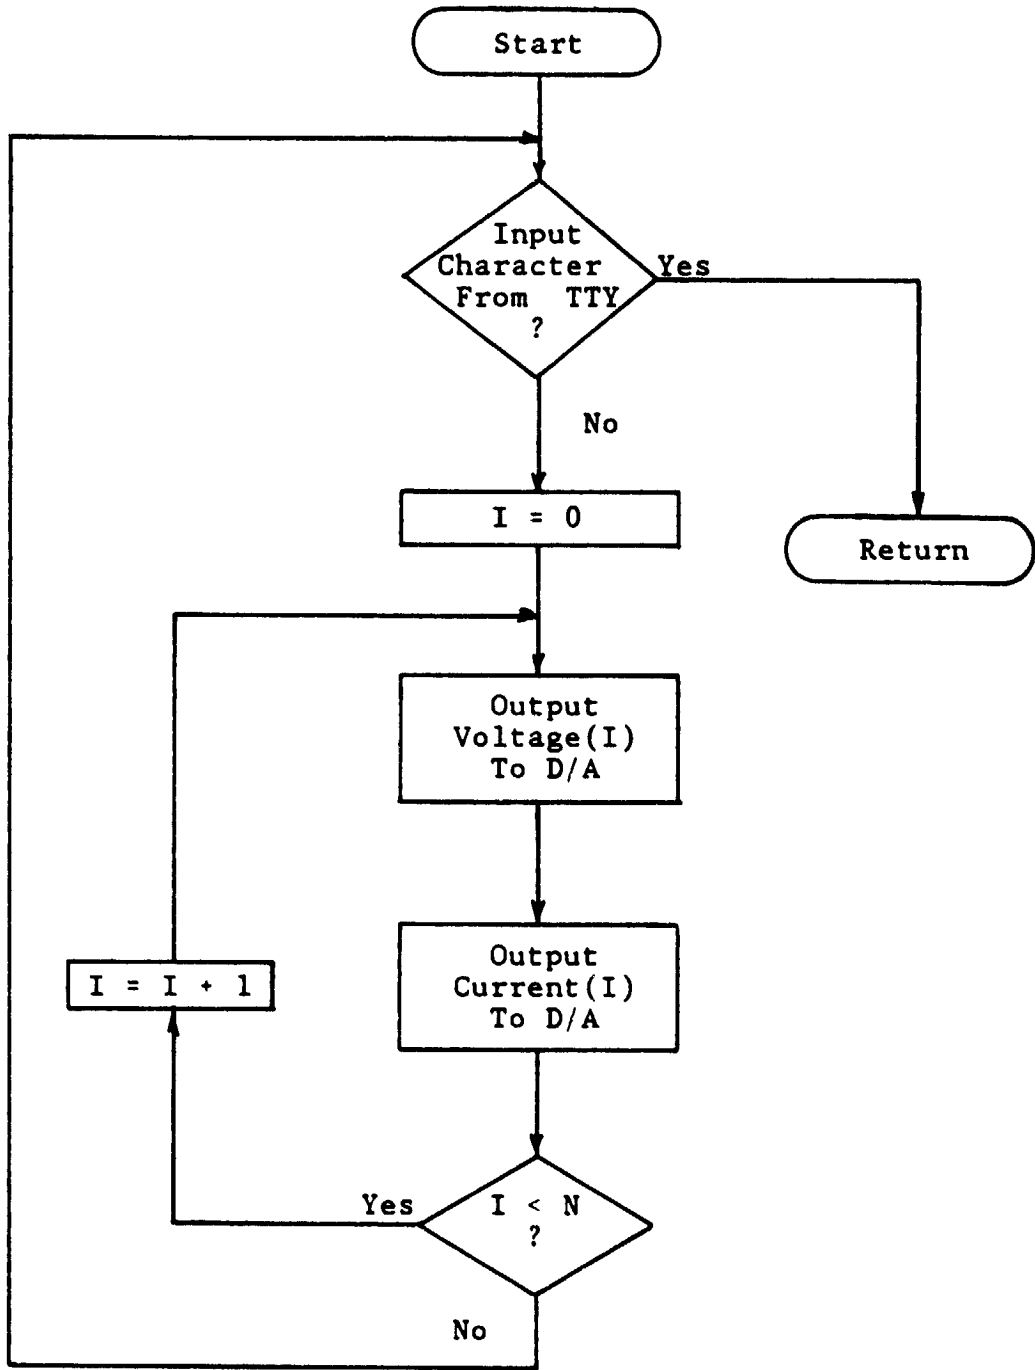 Start
Input
Character
From TTY
?
Yes
No
I = 0
Return
Output
Voltage(I)
To D/A
Output
Current(I)
To D/A
I = I + 1
Yes
I < N
?
No